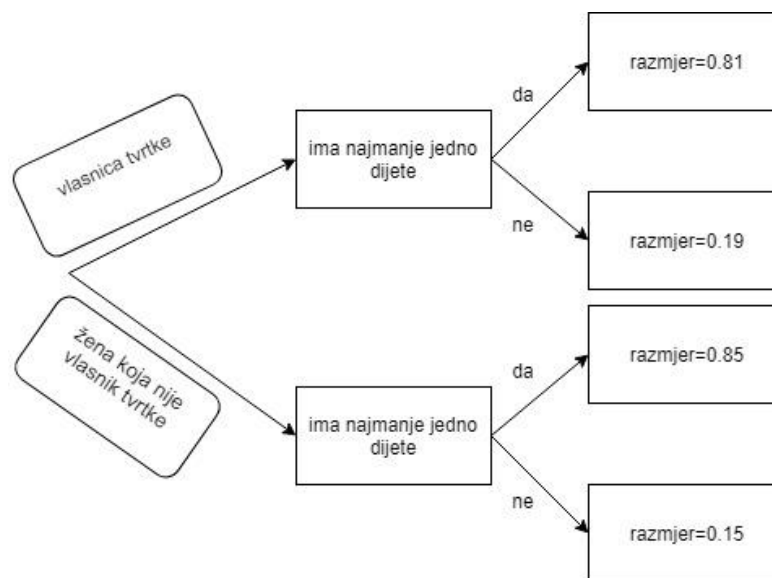 vlasnica tvrtke
ima najmanje jedno
dijete
da
razmjer=0.81
ne
razmjer=0.19
žena koja nije
vlasnik tvrtke
ima najmanje jedno
dijete
da
razmjer=0.85
ne
razmjer=0.15